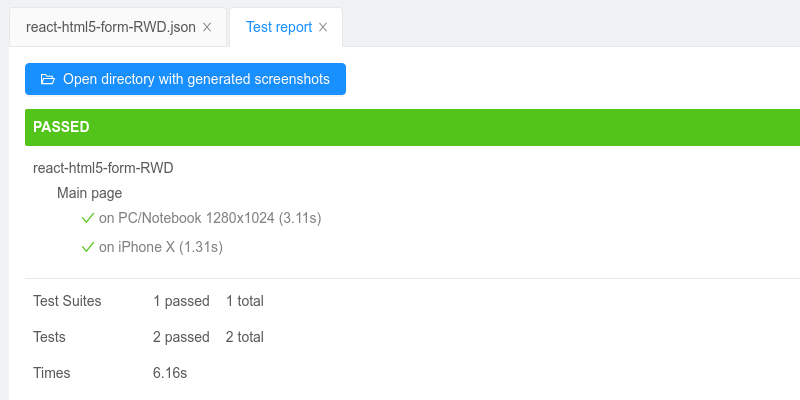 react-html5-form-RWD.json
Test report
Open directory with generated screenshots
PASSED
react-html5-form-RWD
Main page
on PC/Notebook 1280x1024 (3.11s)
on iPhone X (1.31s)
Test Suites 1 passed 1 total
Tests 2 passed 2 total
Times 6.16s